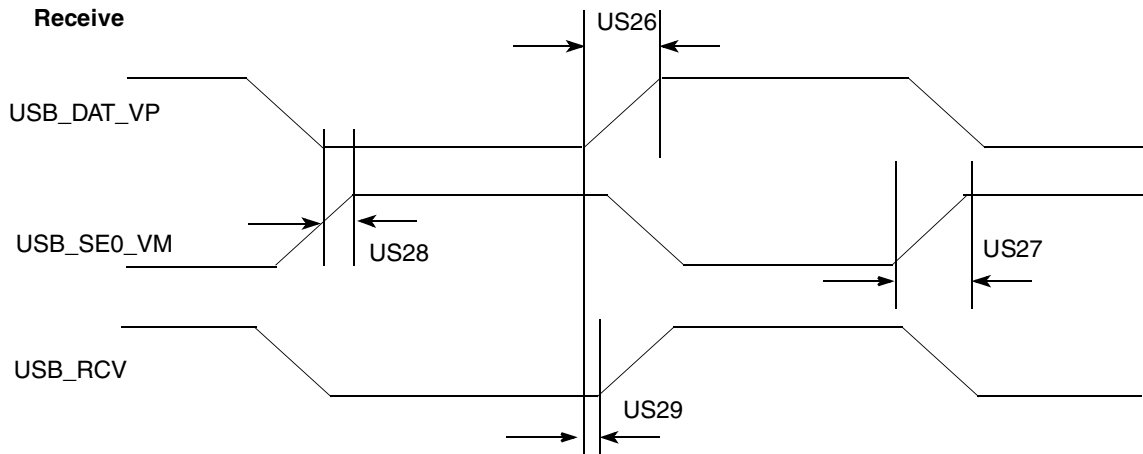 Receive
US26
USB_DAT_VP
USB_SE0_VM
US28
US27
USB_RCV
US29